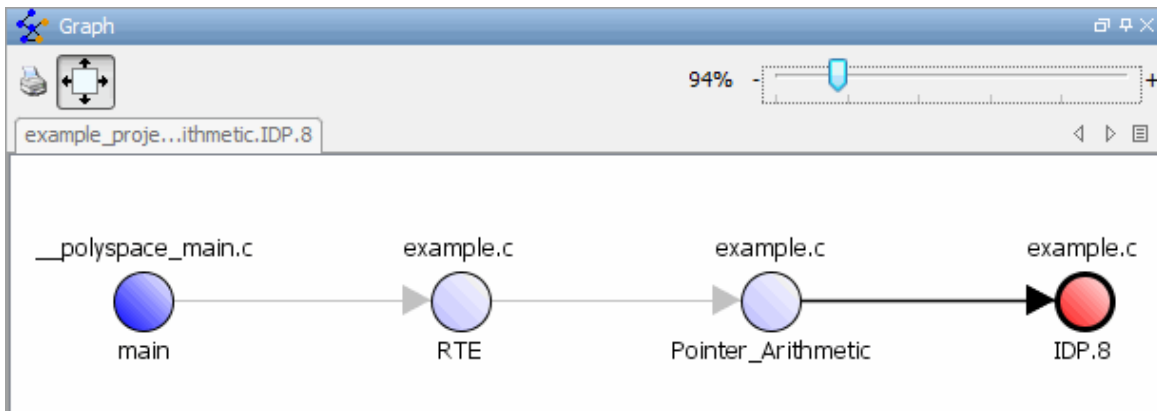 Graph
94% - +
example_proje...ithmetic.IDP.8
__polyspace_main.c example.c example.c example.c
main RTE Pointer_Arithmetic IDP.8